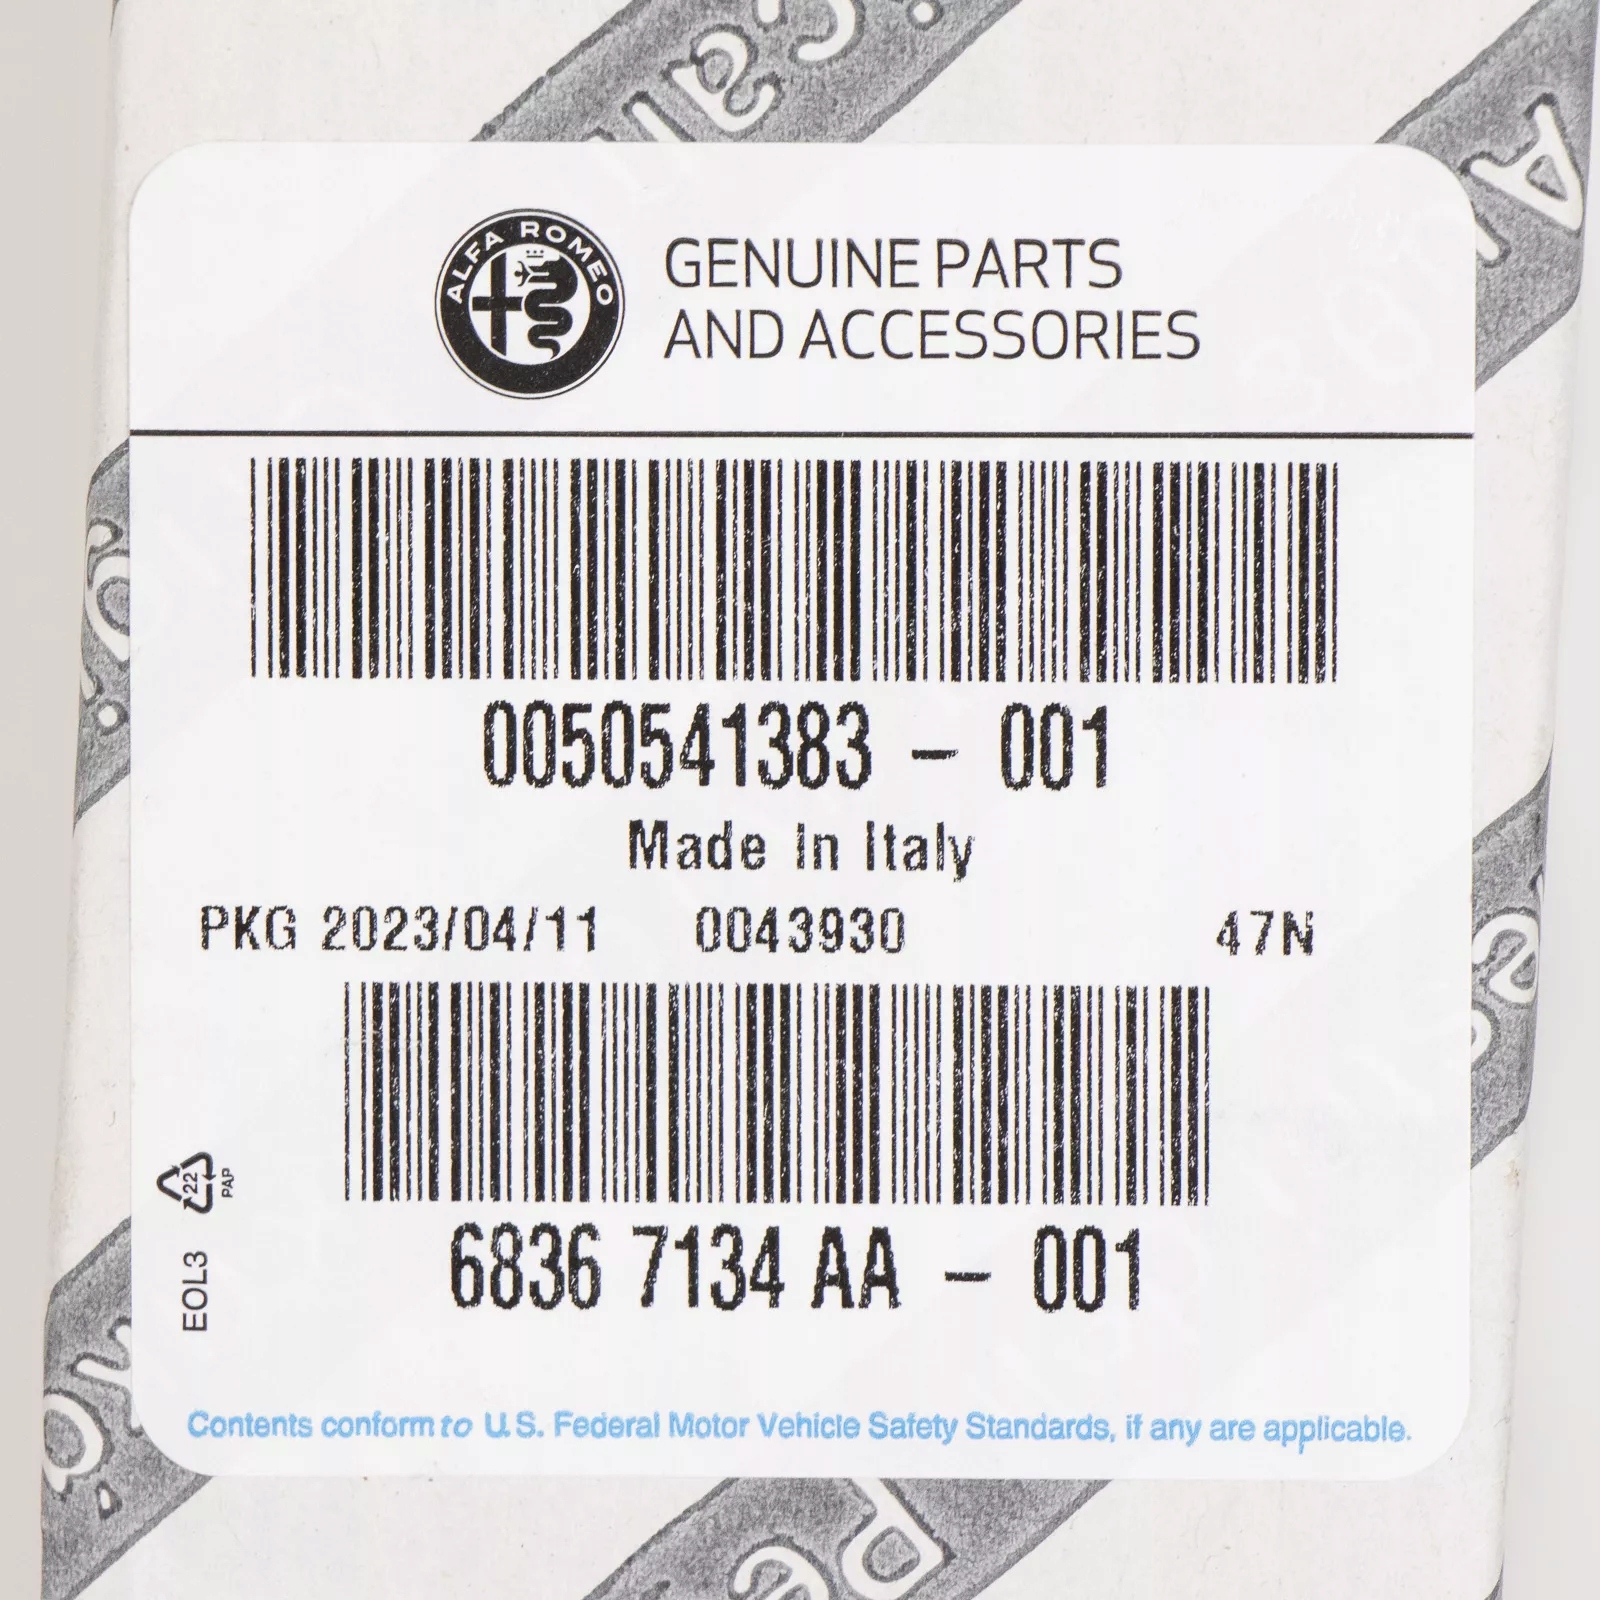 ALFA ROMEO
GENUINE PARTS
AND ACCESSORIES
0050541383 - 001
Made in Italy
PKG 2023/04/11 0043930 47N
22
PAP
EOL3
6836 7134 AA - 001
Contents conform to U.S. Federal Motor Vehicle Safety Standards, if any are applicable.